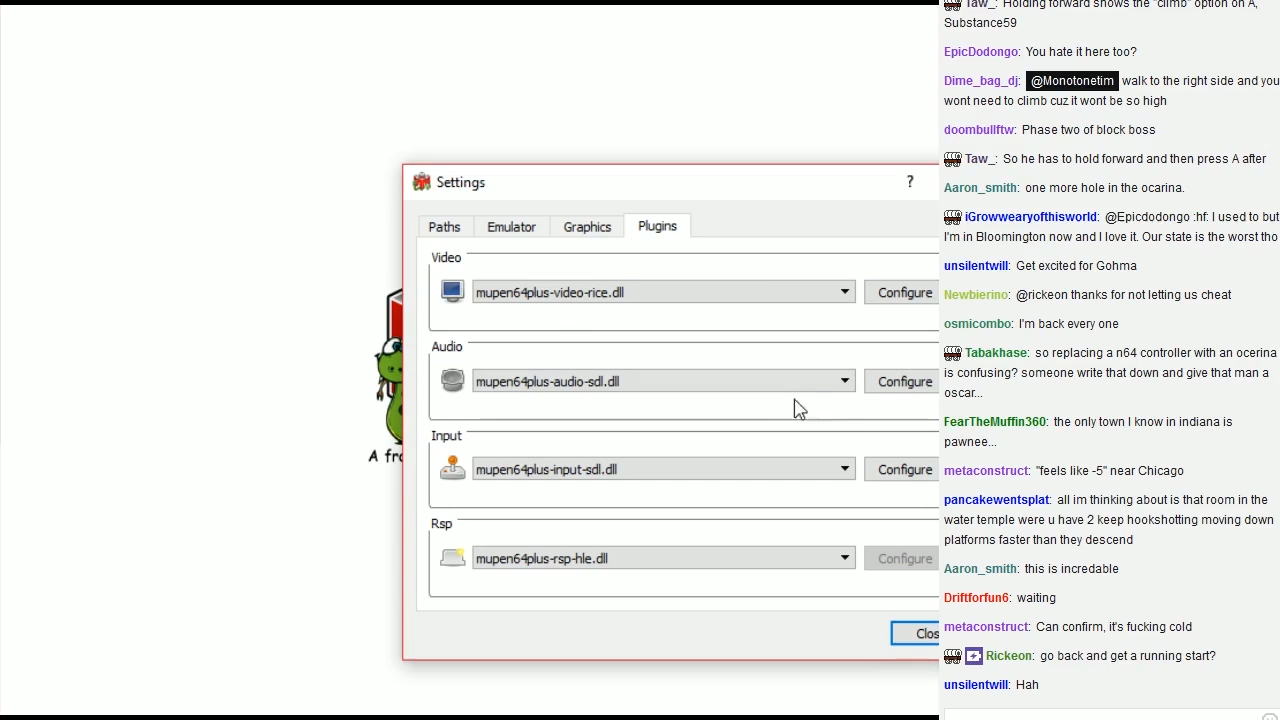 Settings
?
Paths
Emulator
Graphics
Plugins
Video
mupen64plus-video-rice.dll
Configure
Audio
mupen64plus-audio-sdl.dll
Configure
Input
mupen64plus-input-sdl.dll
Configure
Rsp
mupen64plus-rsp-hle.dll
Configure
Clos
A fro
Taw_: Holding forward shows the "climb" option on A,
Substance59
EpicDodongo: You hate it here too?
Dime_bag_dj: @Monotonetim walk to the right side and you
wont need to climb cuz it wont be so high
doombullftw: Phase two of block boss
Taw_: So he has to hold forward and then press A after
Aaron_smith: one more hole in the ocarina.
iGrowwearyofthisworld: @Epicdodongo :hf: I used to but
I'm in Bloomington now and I love it. Our state is the worst tho
unsilentwill: Get excited for Gohma
Newbierino: @rickeon thanks for not letting us cheat
osmicombo: I'm back every one
Tabakhase: so replacing a n64 controller with an ocerina
is confusing? someone write that down and give that man a
oscar...
FearTheMuffin360: the only town I know in indiana is
pawnee...
metaconstruct: "feels like -5" near Chicago
pancakewentsplat: all im thinking about is that room in the
water temple were u have 2 keep hookshotting moving down
platforms faster than they descend
Aaron_smith: this is incredable
Driftforfun6: waiting
metaconstruct: Can confirm, it's fucking cold
Rickeon: go back and get a running start?
unsilentwill: Hah